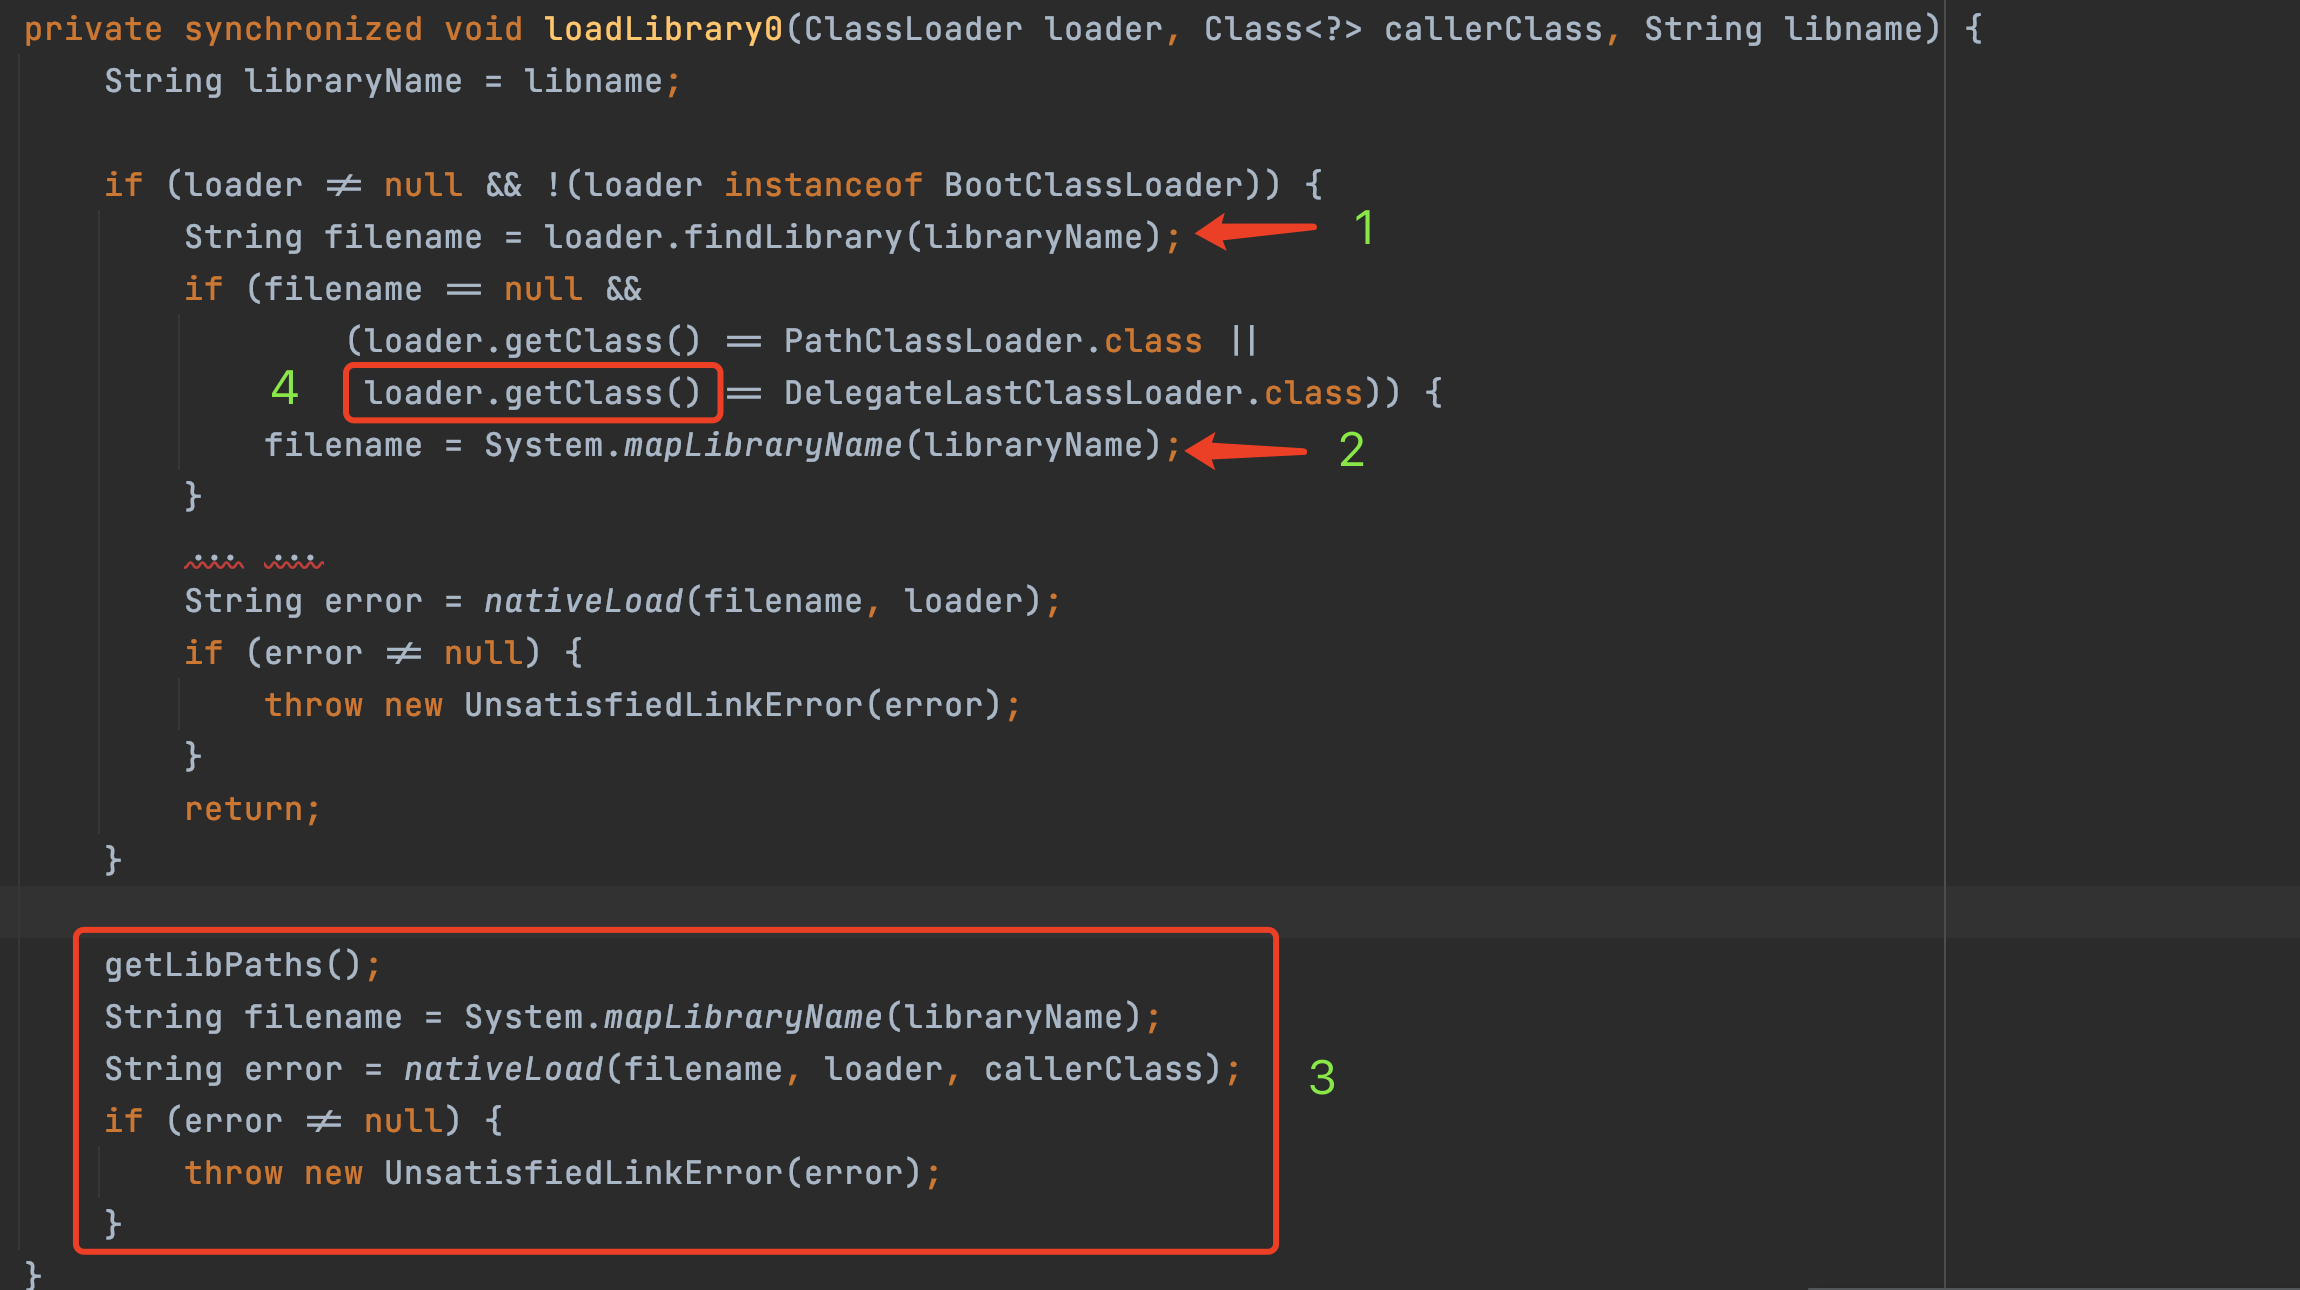 private synchronized void loadLibrary0(ClassLoader loader, Class<?> callerClass, String libname) {
String libraryName = libname;
if (loader != null && !(loader instanceof BootClassLoader)) {
String filename = loader.findLibrary(libraryName); 1
if (filename == null &&
(loader.getClass() == PathClassLoader.class ||
4 loader.getClass() == DelegateLastClassLoader.class)) {
filename = System.mapLibraryName(libraryName); 2
}
... ...
String error = nativeLoad(filename, loader);
if (error != null) {
throw new UnsatisfiedLinkError(error);
}
return;
}
getLibPaths();
String filename = System.mapLibraryName(libraryName);
String error = nativeLoad(filename, loader, callerClass); 3
if (error != null) {
throw new UnsatisfiedLinkError(error);
}
}